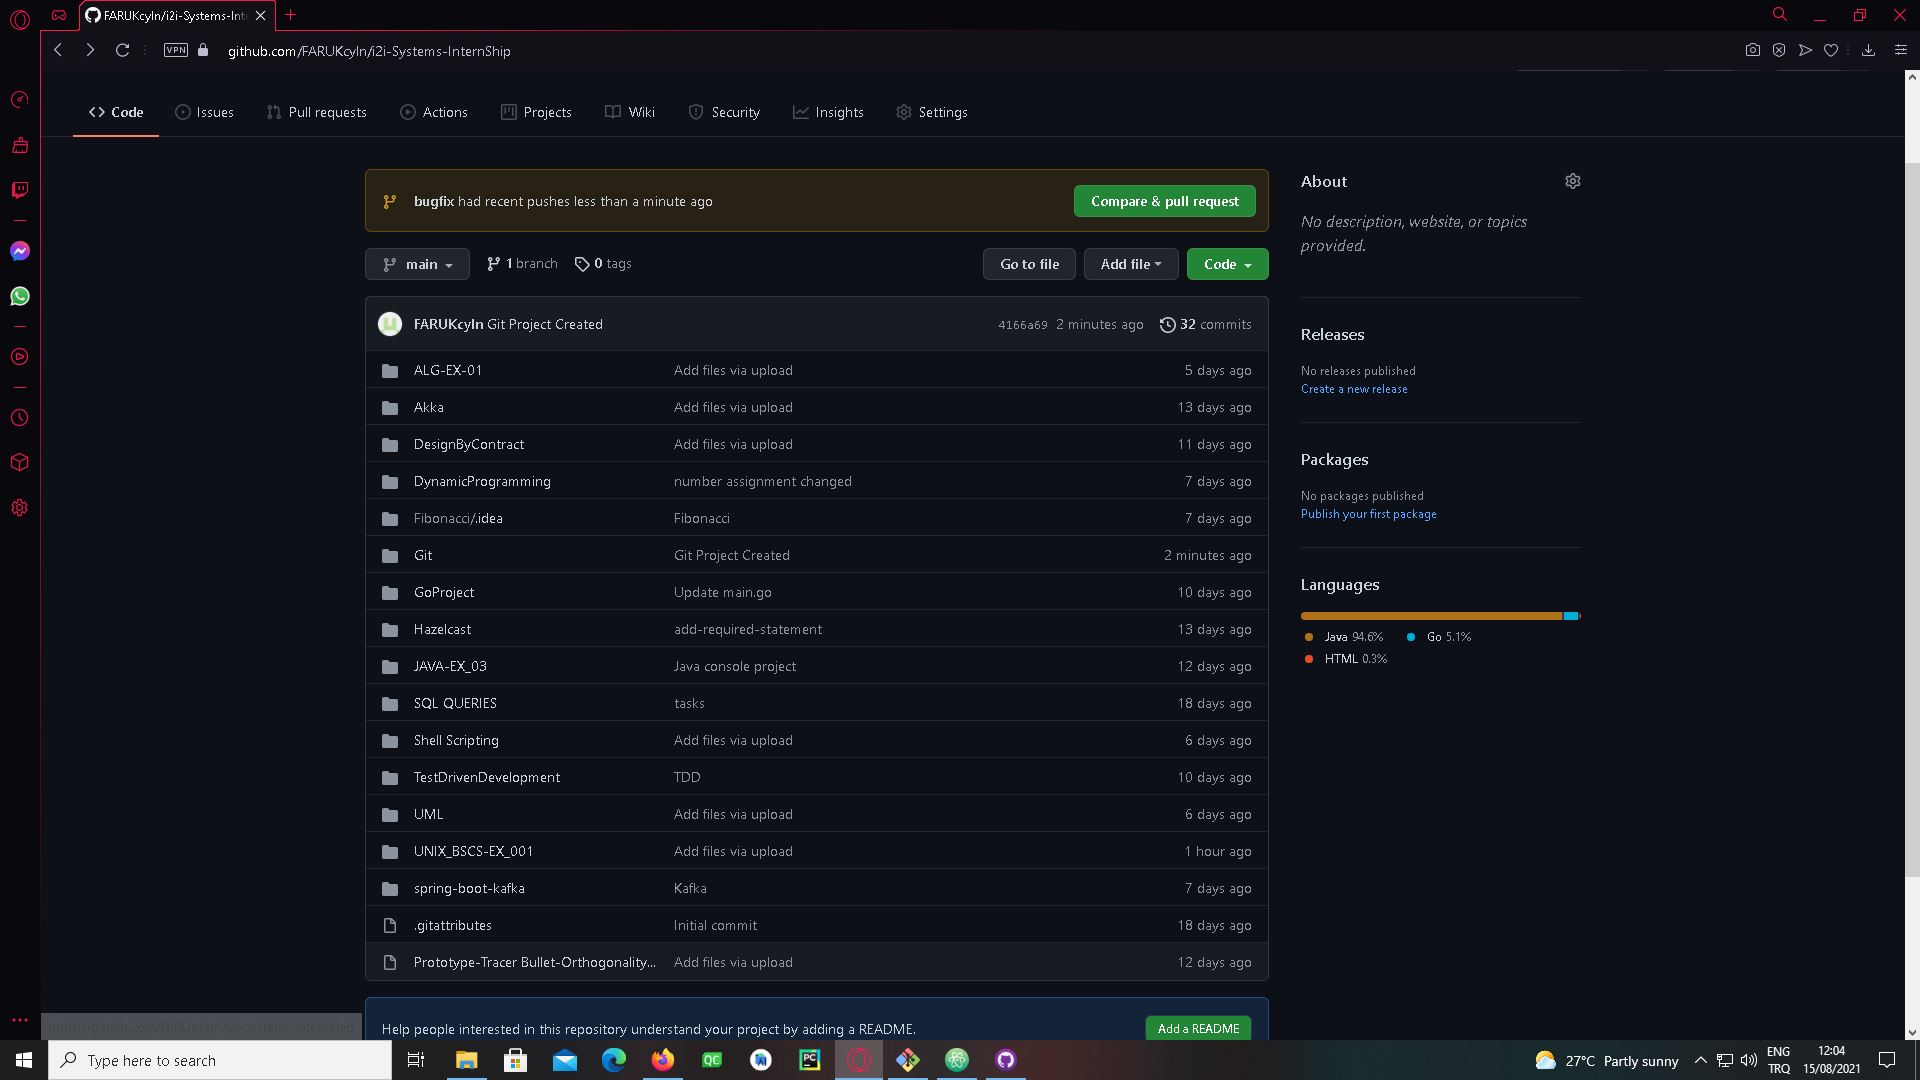 FARUKcyln/i2i-Systems-Int
VPN
github.com/FARUKcyln/i2i-Systems-InternShip
Code
Issues
Pull requests
Actions
Projects
Wiki
Security
Insights
Settings
bugfix had recent pushes less than a minute ago
Compare & pull request
main
1 branch
0 tags
Go to file
Add file
Code
FARUKcyln Git Project Created
4166a69 2 minutes ago
32 commits
ALG-EX-01 Add files via upload 5 days ago
Akka Add files via upload 13 days ago
DesignByContract Add files via upload 11 days ago
DynamicProgramming number assignment changed 7 days ago
Fibonacci/.idea Fibonacci 7 days ago
Git Git Project Created 2 minutes ago
GoProject Update main.go 10 days ago
Hazelcast add-required-statement 13 days ago
JAVA-EX_03 Java console project 12 days ago
SQL QUERIES tasks 18 days ago
Shell Scripting Add files via upload 6 days ago
TestDrivenDevelopment TDD 10 days ago
UML Add files via upload 6 days ago
UNIX_BSCS-EX_001 Add files via upload 1 hour ago
spring-boot-kafka Kafka 7 days ago
.gitattributes Initial commit 18 days ago
Prototype-Tracer Bullet-Orthogonality... Add files via upload 12 days ago
Help people interested in this repository understand your project by adding a README.
Add a README
About
No description, website, or topics
provided.
Releases
No releases published
Create a new release
Packages
No packages published
Publish your first package
Languages
Java 94.6% Go 5.1%
HTML 0.3%
https://github.com/FARUKcyln/i2i-Systems-InternShip
Type here to search
QC
PC
27°C Partly sunny
ENG
TRQ
12:04
15/08/2021